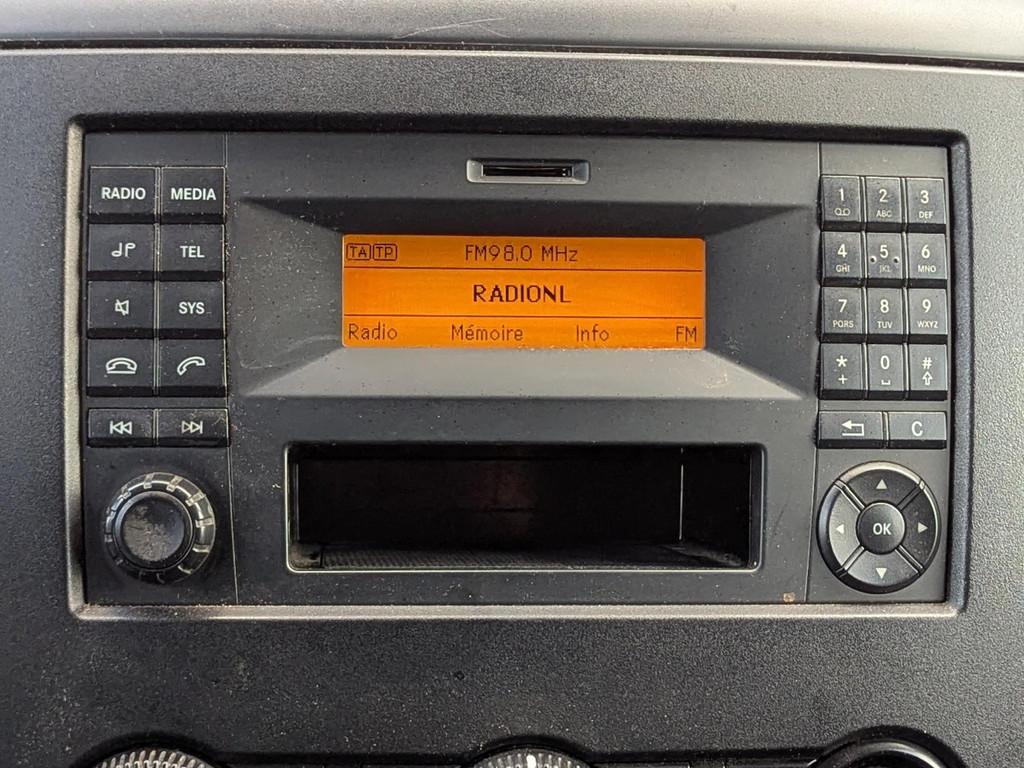 RADIO MEDIA
TEL
SYS
TA TP FM98.0 MHz
RADIONL
Radio Mémoire Info FM
1 2 ABC 3 DEF
4 GHI 5 JKL 6 MNO
7 PQRS 8 TUV 9 WXYZ
* + 0 #
C
OK